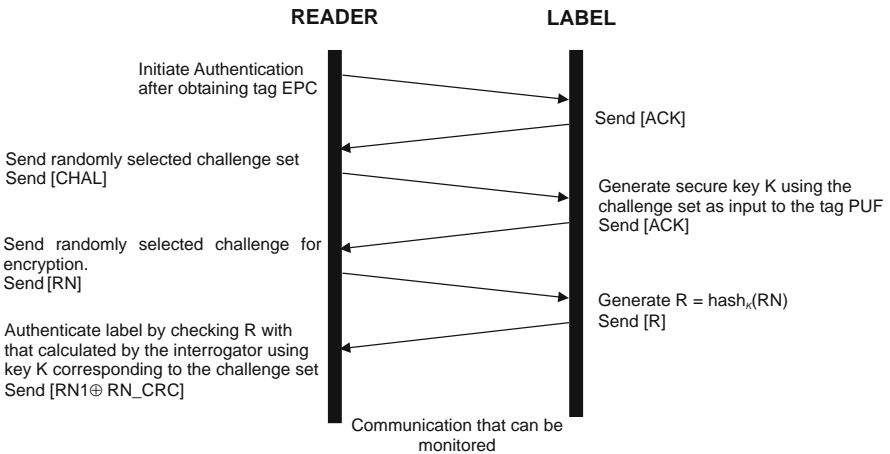 READER
LABEL
Initiate Authentication
after obtaining tag EPC
Send [ACK]
Send randomly selected challenge set
Send [CHAL]
Generate secure key K using the
challenge set as input to the tag PUF
Send [ACK]
Send randomly selected challenge for
encryption.
Send [RN]
Generate R = hashₖ(RN)
Send [R]
Authenticate label by checking R with
that calculated by the interrogator using
key K corresponding to the challenge set
Send [RN1⊕ RN_CRC]
Communication that can be
monitored